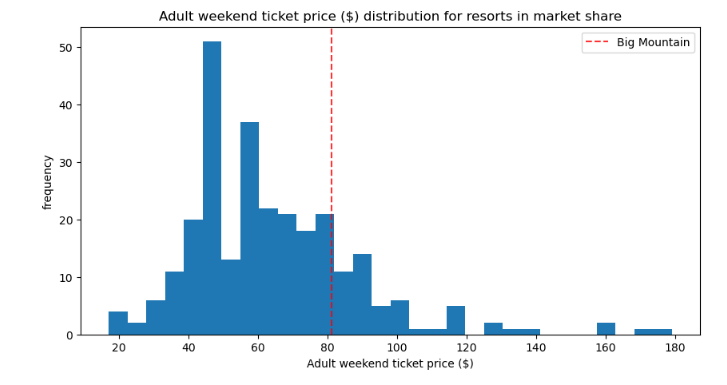 Adult weekend ticket price ($) distribution for resorts in market share
Big Mountain
frequency
50
40
30
20
10
0
20 40 60 80 100 120 140 160 180
Adult weekend ticket price ($)